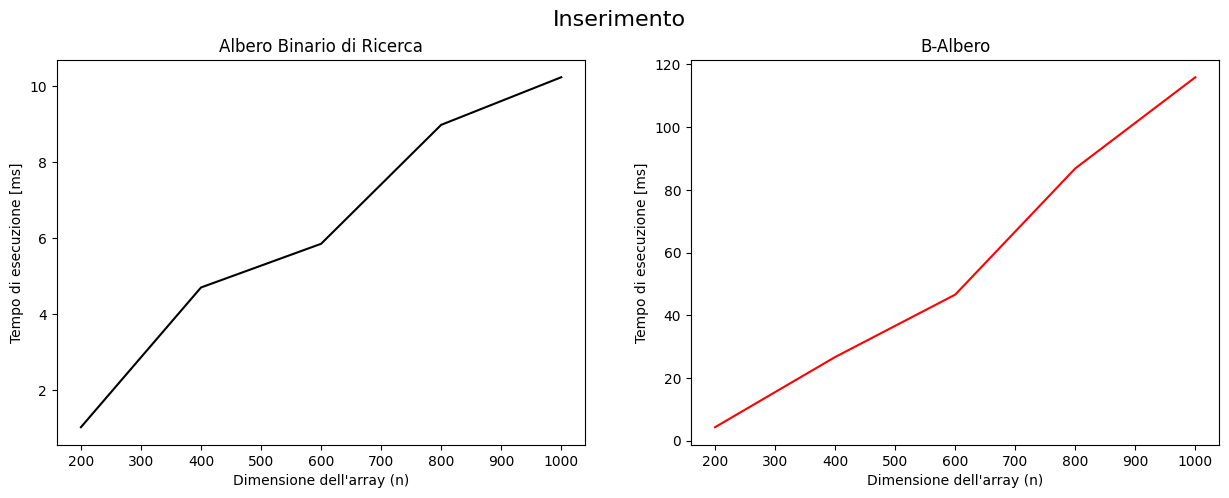 Inserimento
Albero Binario di Ricerca
10
8
6
4
2
Tempo di esecuzione [ms]
200 300 400 500 600 700 800 900 1000
Dimensione dell'array (n)
B-Albero
120
100
80
60
40
20
0
Tempo di esecuzione [ms]
200 300 400 500 600 700 800 900 1000
Dimensione dell'array (n)